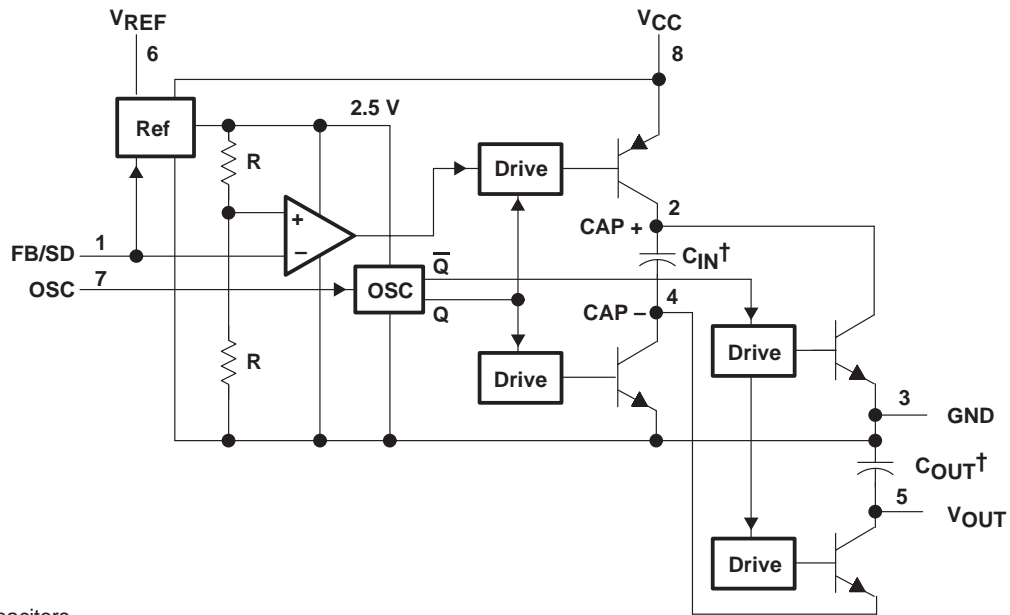 VREF
6
VCC
8
2.5 V
Ref
R
Drive
2
CAP +
CIN†
+
−
FB/SD
1
7
OSC
OSC
Q̅
Q
4
CAP −
R
Drive
Drive
3
GND
COUT†
5
VOUT
Drive